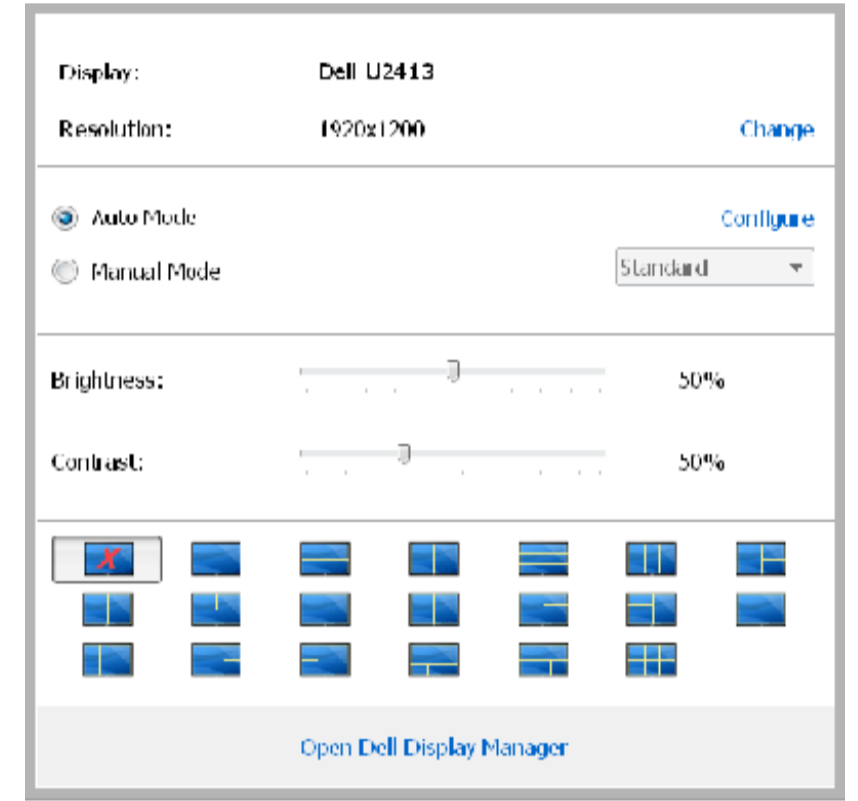 Display: Dell U2413
Resolution: 1920x1200 Change
Auto Mode Configure
Manual Mode Standard
Brightness: 50%
Contrast: 50%
Open Dell Display Manager